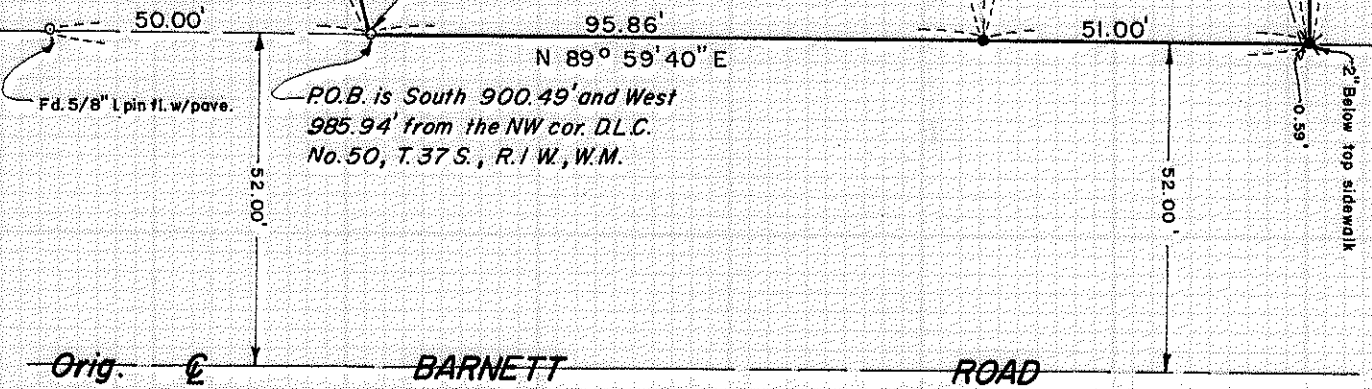 50.00'
95.86'
51.00'
N 89° 59' 40" E
Fd. 5/8" I. pin fl. w/pave.
P.O.B. is South 900.49' and West
985.94' from the NW cor. D.L.C.
No. 50, T. 37 S., R. 1 W., W.M.
52.00'
52.00'
0.59'
2" Below top sidewalk
Orig. ℄ BARNETT ROAD